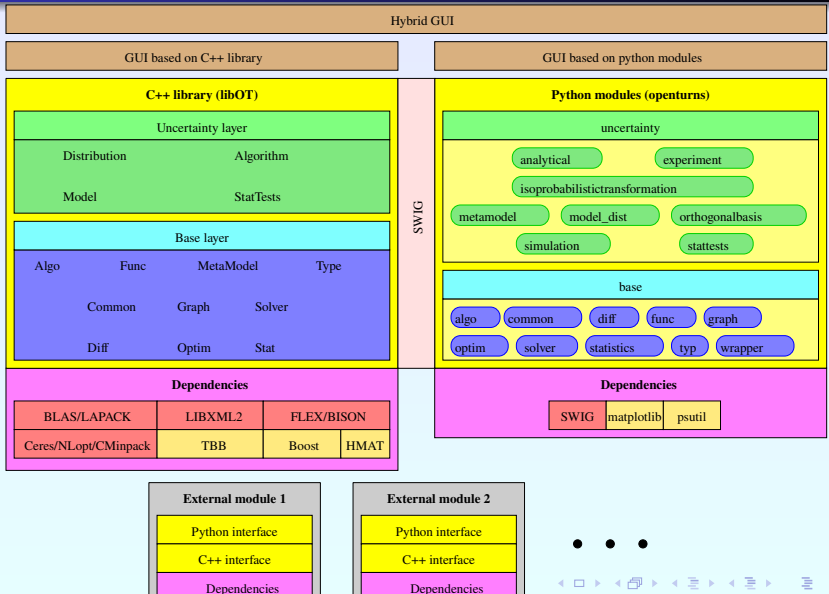 Hybrid GUI
GUI based on C++ library
GUI based on python modules
C++ library (libOT)
Uncertainty layer
Distribution Algorithm
Model StatTests
Base layer
Algo Func MetaModel Type
Common Graph Solver
Diff Optim Stat
SWIG
Python modules (openturns)
uncertainty
analytical experiment
isoprobabilistictransformation
metamodel model_dist orthogonalbasis
simulation stattests
base
algo common diff func graph
optim solver statistics typ wrapper
Dependencies
BLAS/LAPACK LIBXML2 FLEX/BISON
Ceres/NLopt/CMinpack TBB Boost HMAT
Dependencies
SWIG matplotlib psutil
External module 1
Python interface
C++ interface
Dependencies
External module 2
Python interface
C++ interface
Dependencies